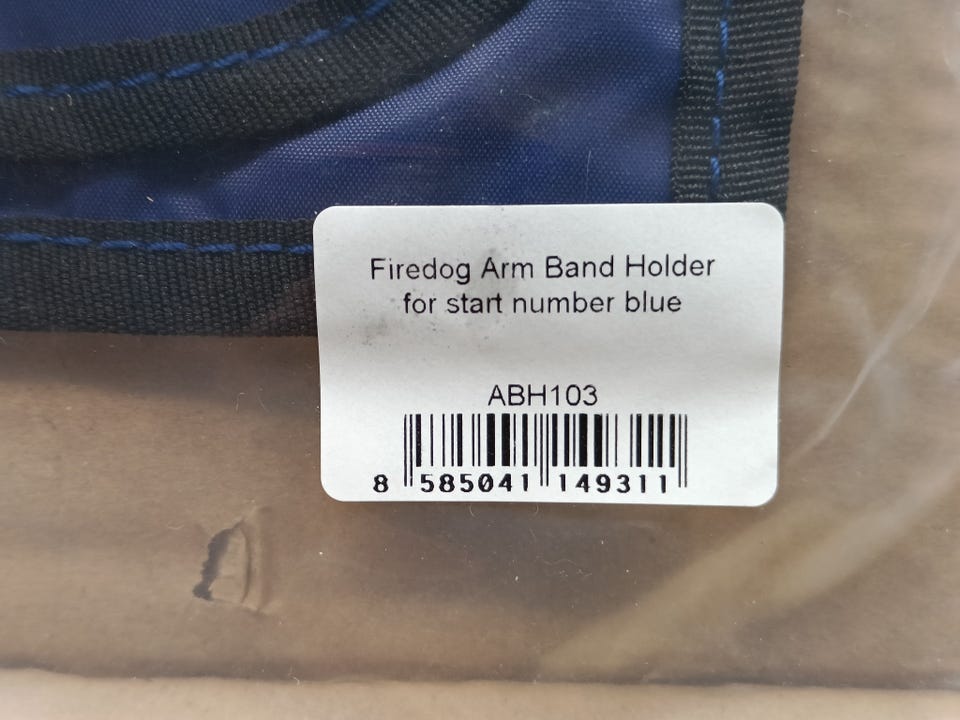 Firedog Arm Band Holder
for start number blue
ABH103
8 585041 149311